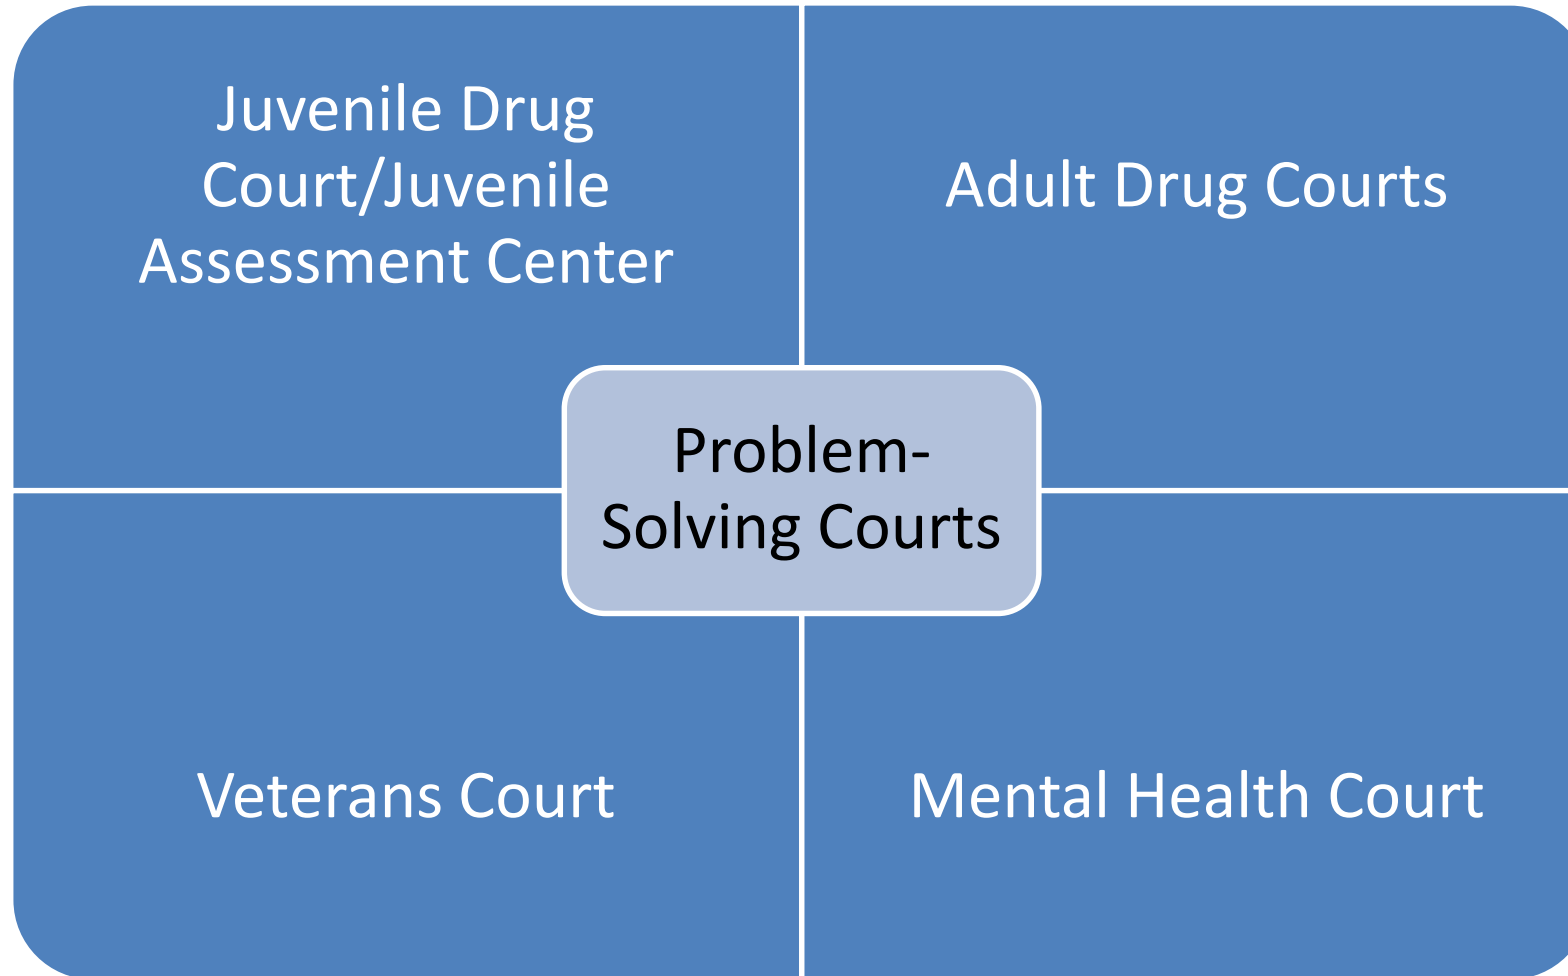 Juvenile Drug
Court/Juvenile
Assessment Center
Adult Drug Courts
Problem-
Solving Courts
Veterans Court
Mental Health Court